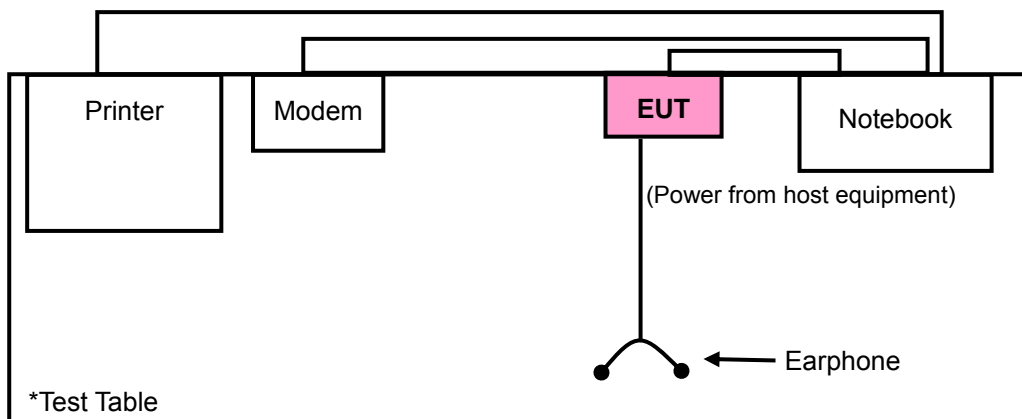 Printer
Modem
EUT
Notebook
(Power from host equipment)
Earphone
*Test Table